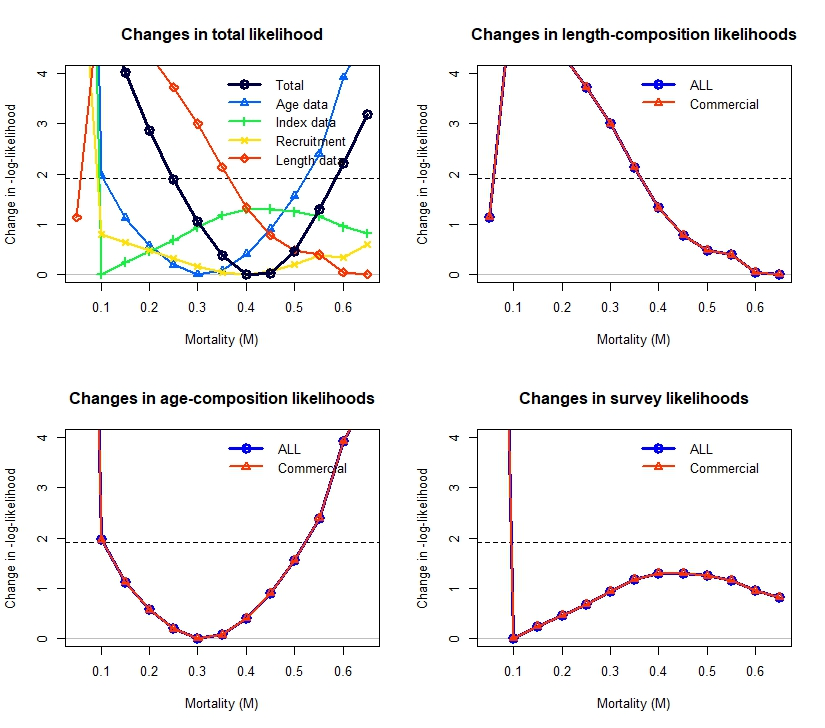 Changes in total likelihood
Change in -log-likelihood
4
3
2
1
0
Total
Age data
Index data
Recruitment
Length data
0.1 0.2 0.3 0.4 0.5 0.6
Mortality (M)
Changes in length-composition likelihoods
Change in -log-likelihood
4
3
2
1
0
ALL
Commercial
0.1 0.2 0.3 0.4 0.5 0.6
Mortality (M)
Changes in age-composition likelihoods
Change in -log-likelihood
4
3
2
1
0
ALL
Commercial
0.1 0.2 0.3 0.4 0.5 0.6
Mortality (M)
Changes in survey likelihoods
Change in -log-likelihood
4
3
2
1
0
ALL
Commercial
0.1 0.2 0.3 0.4 0.5 0.6
Mortality (M)